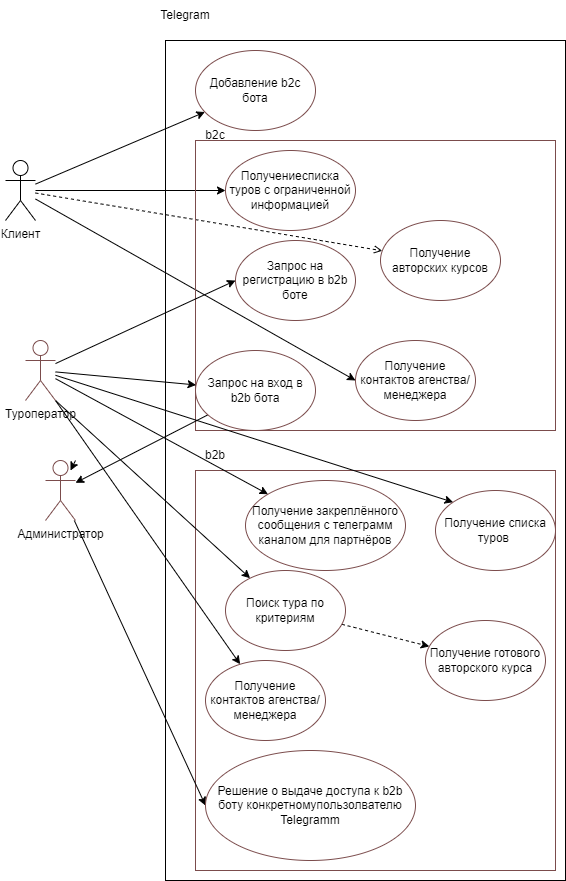 Telegram
Добавление b2c
бота
b2c
Получениесписка
туров с ограниченной
информацией
Клиент
Получение
авторских курсов
Запрос на
регистрацию в b2b
боте
Туроператор
Запрос на вход в
b2b бота
Получение
контактов агенства/
менеджера
b2b
Администратор
Получение закреплённого
сообщения с телеграмм
каналом для партнёров
Получение списка
туров
Поиск тура по
критериям
Получение готового
авторского курса
Получение
контактов агенства/
менеджера
Решение о выдаче доступа к b2b
боту конкретномупользолвателю
Telegramm